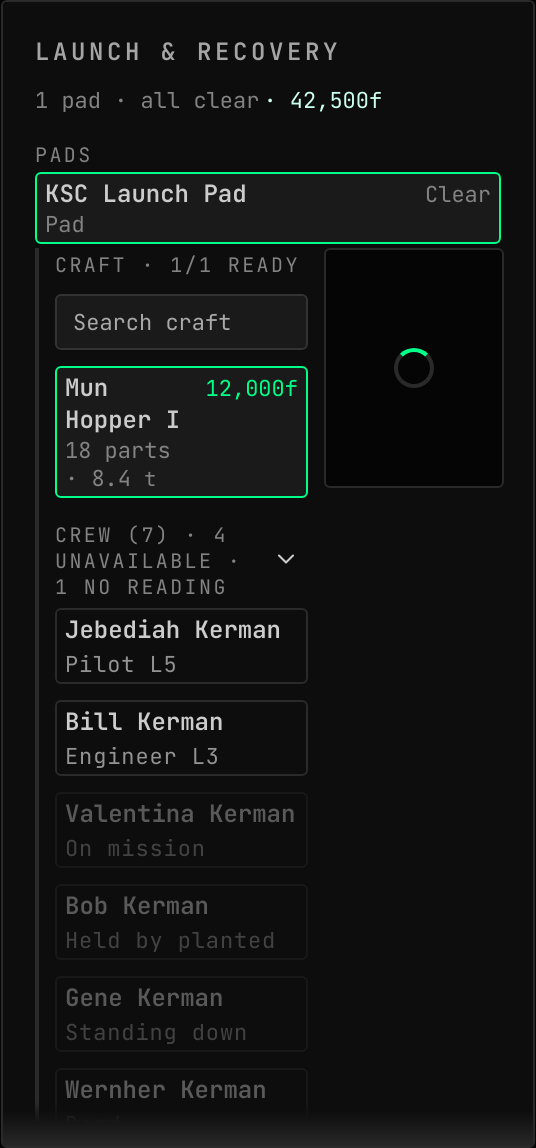 LAUNCH & RECOVERY
1 pad · all clear · 42,500f
PADS
KSC Launch Pad Clear
Pad
CRAFT · 1/1 READY
Search craft
Mun 12,000f
Hopper I
18 parts
· 8.4 t
CREW (7) · 4
UNAVAILABLE ·
1 NO READING
Jebediah Kerman
Pilot L5
Bill Kerman
Engineer L3
Valentina Kerman
On mission
Bob Kerman
Held by planted
Gene Kerman
Standing down
Wernher Kerman